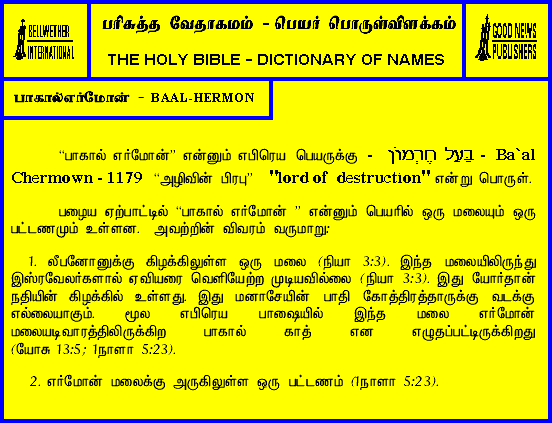 BELLWETHER
INTERNATIONAL
பரிசுத்த வேதாகமம் - பெயர் பொருள்விளக்கம்
THE HOLY BIBLE - DICTIONARY OF NAMES
GOOD NEWS
PUBLISHERS
பாகால்எர்மோன் - BAAL-HERMON
“பாகால் எர்மோன்” என்னும் எபிரெய பெயருக்கு - בַּעַל חֶרְמוֹן - Ba`al
Chermown - 1179 “அழிவின் பிரபு” "lord of destruction" என்று பொருள்.
பழைய ஏற்பாட்டில் “பாகால் எர்மோன் ” என்னும் பெயரில் ஒரு மலையும் ஒரு
பட்டணமும் உள்ளன. அவற்றின் விவரம் வருமாறு:
1. லீபனோனுக்கு கிழக்கிலுள்ள ஒரு மலை (நியா 3:3). இந்த மலையிலிருந்து
இஸ்ரவேலர்களால் ஏவியரை வெளியேற்ற முடியவில்லை (நியா 3:3). இது யோர்தான்
நதியின் கிழக்கில் உள்ளது. இது மனாசேயின் பாதி கோத்திரத்தாருக்கு வடக்கு
எல்லையாகும். மூல எபிரெய பாஷையில் இந்த மலை எர்மோன்
மலையடிவாரத்திலிருக்கிற பாகால் காத் என எழுதப்பட்டிருக்கிறது
(யோசு 13:5; 1நாளா 5:23).
2. எர்மோன் மலைக்கு அருகிலுள்ள ஒரு பட்டணம் (1நாளா 5:23).